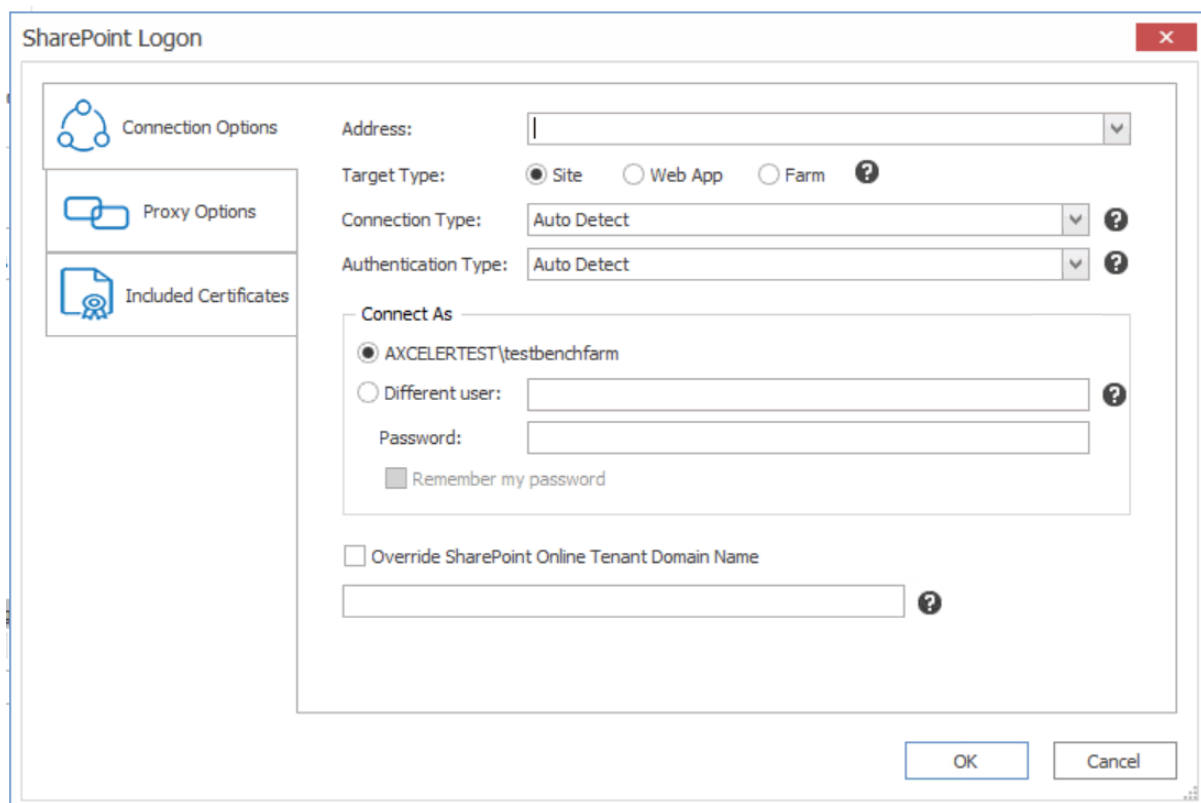 SharePoint Logon
Connection Options
Proxy Options
Included Certificates
Address:
Target Type: Site Web App Farm ?
Connection Type: Auto Detect ?
Authentication Type: Auto Detect ?
Connect As
AXCELERTEST\testbenchfarm
Different user: ?
Password:
Remember my password
Override SharePoint Online Tenant Domain Name
?
OK Cancel